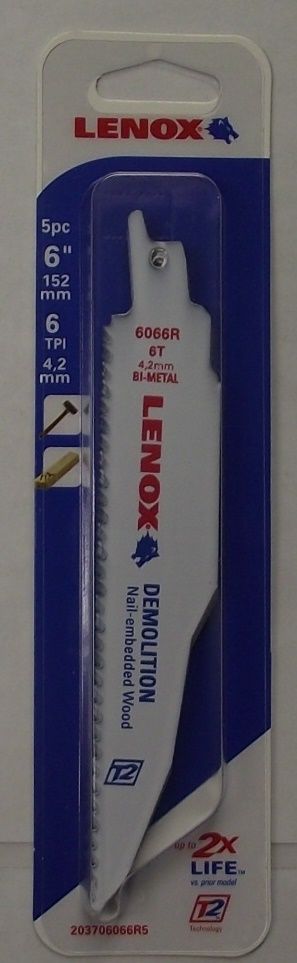 LENOX
5pc
6"
152
mm
6
TPI
4,2
mm
6066R
6T
4,2mm
BI-METAL
LENOX
DEMOLITION
Nail-embedded Wood
T2
up to 2X
LIFE™
vs. prior model
T2
Technology
203706066R5